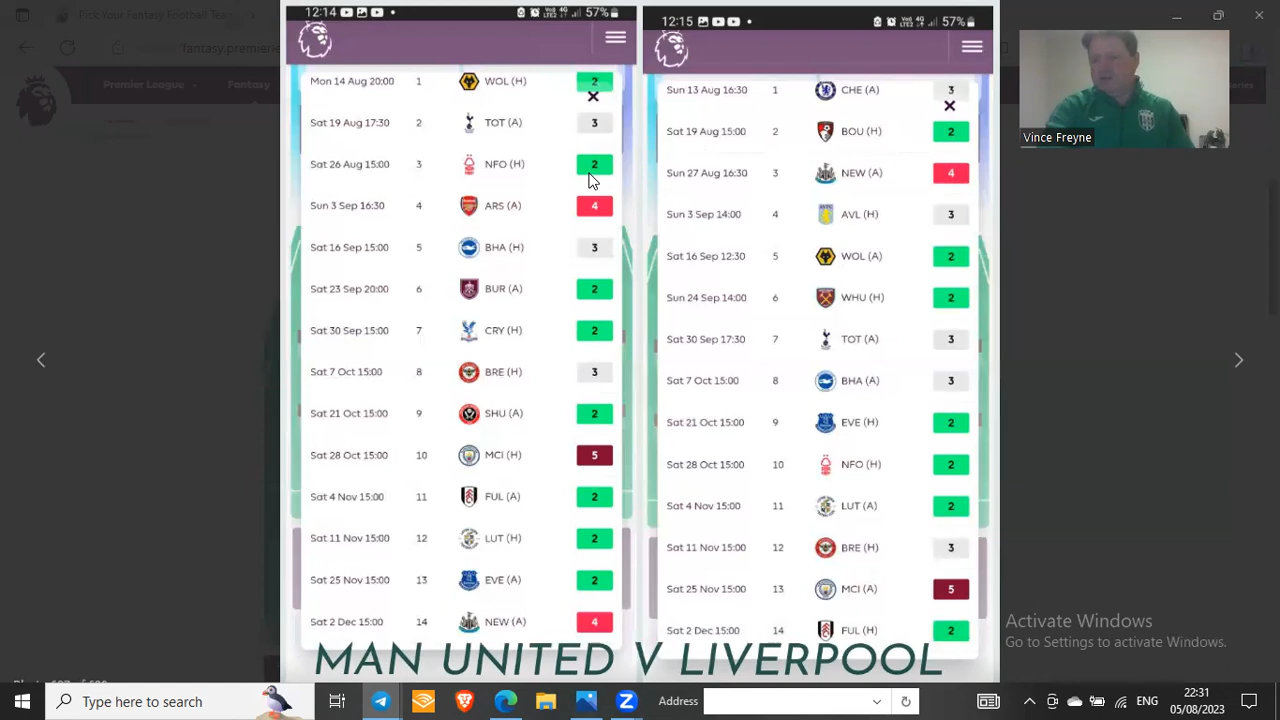 12:14 57%
Mon 14 Aug 20:00 1 WOL (H) 2
Sat 19 Aug 17:30 2 TOT (A) 3
Sat 26 Aug 15:00 3 NFO (H) 2
Sun 3 Sep 16:30 4 ARS (A) 4
Sat 16 Sep 15:00 5 BHA (H) 3
Sat 23 Sep 20:00 6 BUR (A) 2
Sat 30 Sep 15:00 7 CRY (H) 2
Sat 7 Oct 15:00 8 BRE (H) 3
Sat 21 Oct 15:00 9 SHU (A) 2
Sat 28 Oct 15:00 10 MCI (H) 5
Sat 4 Nov 15:00 11 FUL (A) 2
Sat 11 Nov 15:00 12 LUT (H) 2
Sat 25 Nov 15:00 13 EVE (A) 2
Sat 2 Dec 15:00 14 NEW (A) 4
12:15 57%
Sun 13 Aug 16:30 1 CHE (A) 3
Sat 19 Aug 15:00 2 BOU (H) 2
Sun 27 Aug 16:30 3 NEW (A) 4
Sun 3 Sep 14:00 4 AVL (H) 3
Sat 16 Sep 12:30 5 WOL (A) 2
Sun 24 Sep 14:00 6 WHU (H) 2
Sat 30 Sep 17:30 7 TOT (A) 3
Sat 7 Oct 15:00 8 BHA (A) 3
Sat 21 Oct 15:00 9 EVE (H) 2
Sat 28 Oct 15:00 10 NFO (H) 2
Sat 4 Nov 15:00 11 LUT (A) 2
Sat 11 Nov 15:00 12 BRE (H) 3
Sat 25 Nov 15:00 13 MCI (A) 5
Sat 2 Dec 15:00 14 FUL (H) 2
MAN UNITED V LIVERPOOL
Premier League Fantasy
fantasy.premie
Vince Freyne
Activate Windows
Go to Settings to activate Windows.
Type here to search
Address
ENG
22:31
05/08/2023